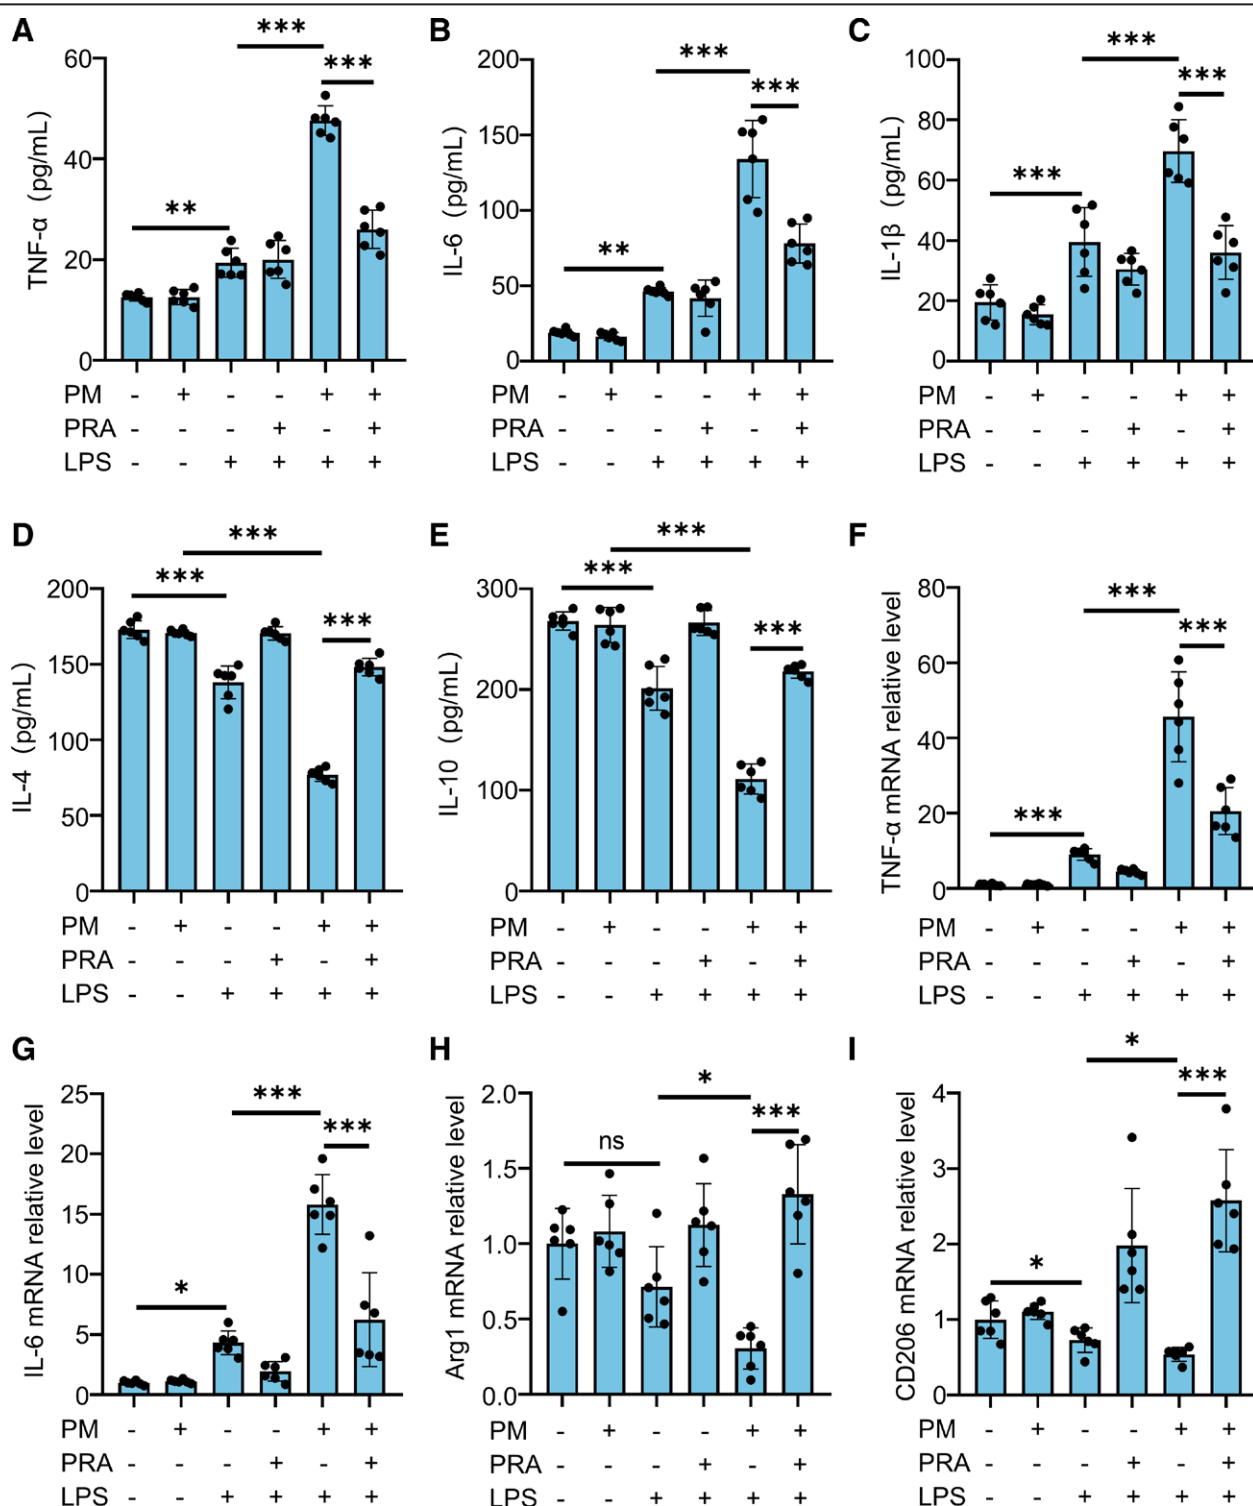 A
B
C
TNF-α (pg/mL)
60
40
20
0
**
***
***
PM - + - - + +
PRA - - - + - +
LPS - - + + + +
IL-6 (pg/mL)
200
150
100
50
0
**
***
***
PM - + - - + +
PRA - - - + - +
LPS - - + + + +
IL-1β (pg/mL)
100
80
60
40
20
0
***
***
***
PM - + - - + +
PRA - - - + - +
LPS - - + + + +
D
E
F
IL-4 (pg/mL)
200
150
100
50
0
***
***
***
PM - + - - + +
PRA - - - + - +
LPS - - + + + +
IL-10 (pg/mL)
300
200
100
0
***
***
***
PM - + - - + +
PRA - - - + - +
LPS - - + + + +
TNF-α mRNA relative level
80
60
40
20
0
***
***
***
PM - + - - + +
PRA - - - + - +
LPS - - + + + +
G
H
I
IL-6 mRNA relative level
25
20
15
10
5
0
*
***
***
PM - + - - + +
PRA - - - + - +
LPS - - + + + +
Arg1 mRNA relative level
2.0
1.5
1.0
0.5
0.0
ns
*
***
PM - + - - + +
PRA - - - + - +
LPS - - + + + +
CD206 mRNA relative level
4
3
2
1
0
*
*
***
PM - + - - + +
PRA - - - + - +
LPS - - + + + +